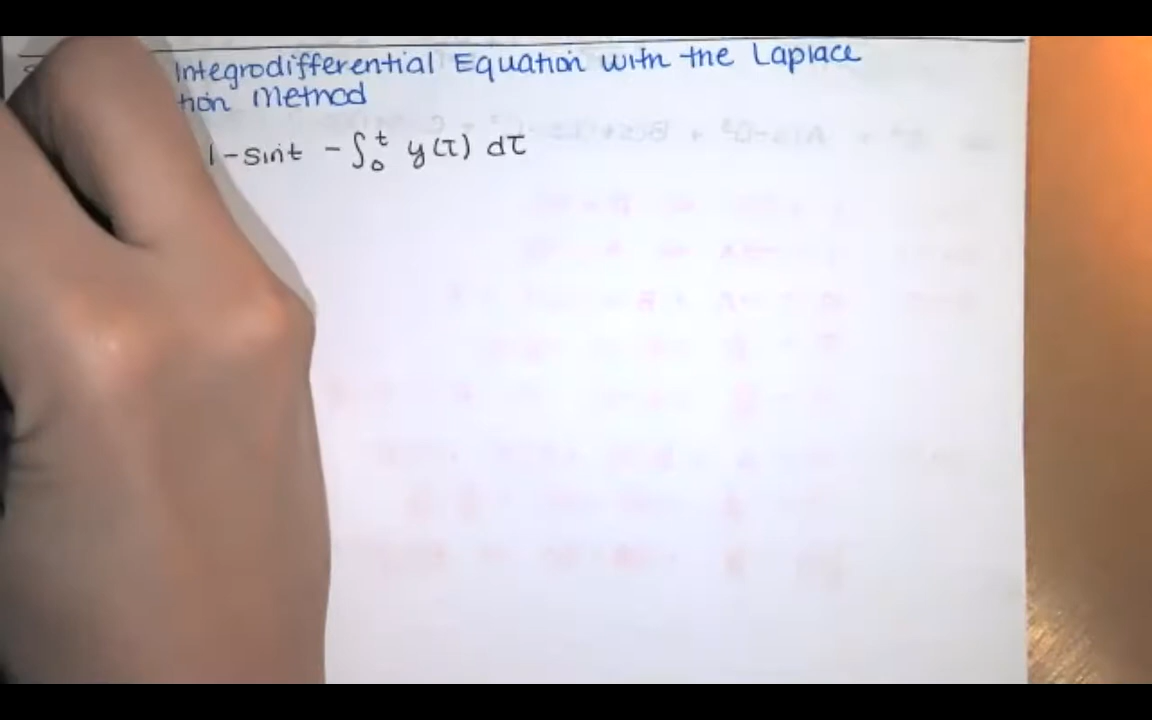 Integrodifferential Equation with the Laplace
tion Method
1-sint - ∫₀ᵗ y(τ) dτ